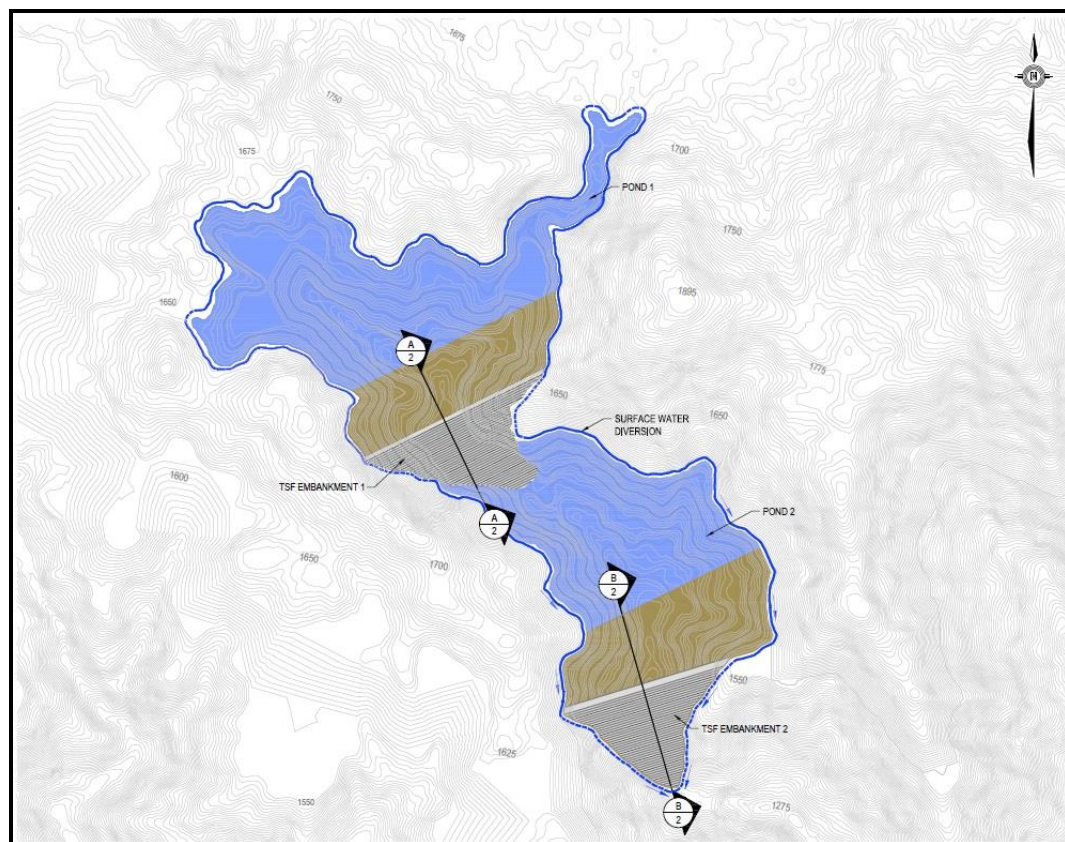 1675
1750
N
1675
1700
POND 1
1750
1650
1895
A
2
1775
1650
1650
SURFACE WATER
DIVERSION
TSF EMBANKMENT 1
1600
POND 2
A
2
1650
1700
B
2
1550
TSF EMBANKMENT 2
1625
1550
B
2
1275